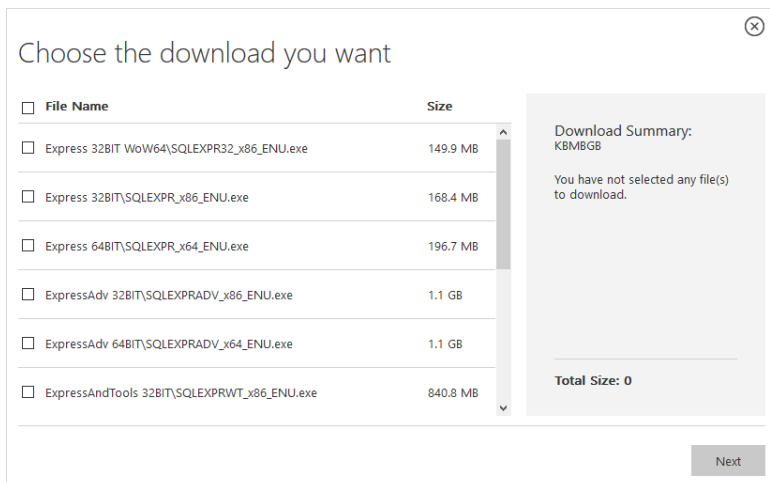 Choose the download you want
File Name Size
Express 32BIT WoW64\SQLEXPR32_x86_ENU.exe 149.9 MB
Express 32BIT\SQLEXPR_x86_ENU.exe 168.4 MB
Express 64BIT\SQLEXPR_x64_ENU.exe 196.7 MB
ExpressAdv 32BIT\SQLEXPRADV_x86_ENU.exe 1.1 GB
ExpressAdv 64BIT\SQLEXPRADV_x64_ENU.exe 1.1 GB
ExpressAndTools 32BIT\SQLEXPRWT_x86_ENU.exe 840.8 MB
Download Summary:
KBMBGB
You have not selected any file(s)
to download.
Total Size: 0
Next